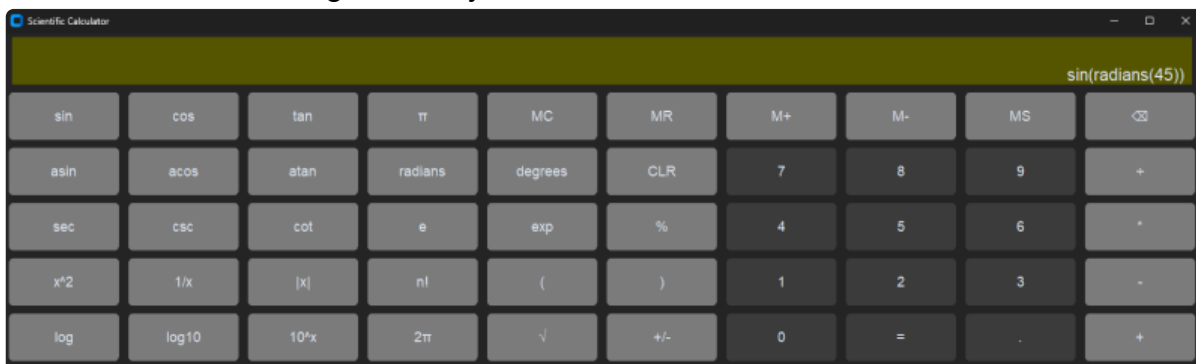 Scientific Calculator
sin(radians(45))
sin cos tan π MC MR M+ M- MS ⌫
asin acos atan radians degrees CLR 7 8 9 ÷
sec csc cot e exp % 4 5 6 *
x^2 1/x |x| n! ( ) 1 2 3 -
log log10 10^x 2π √ +/- 0 = . +